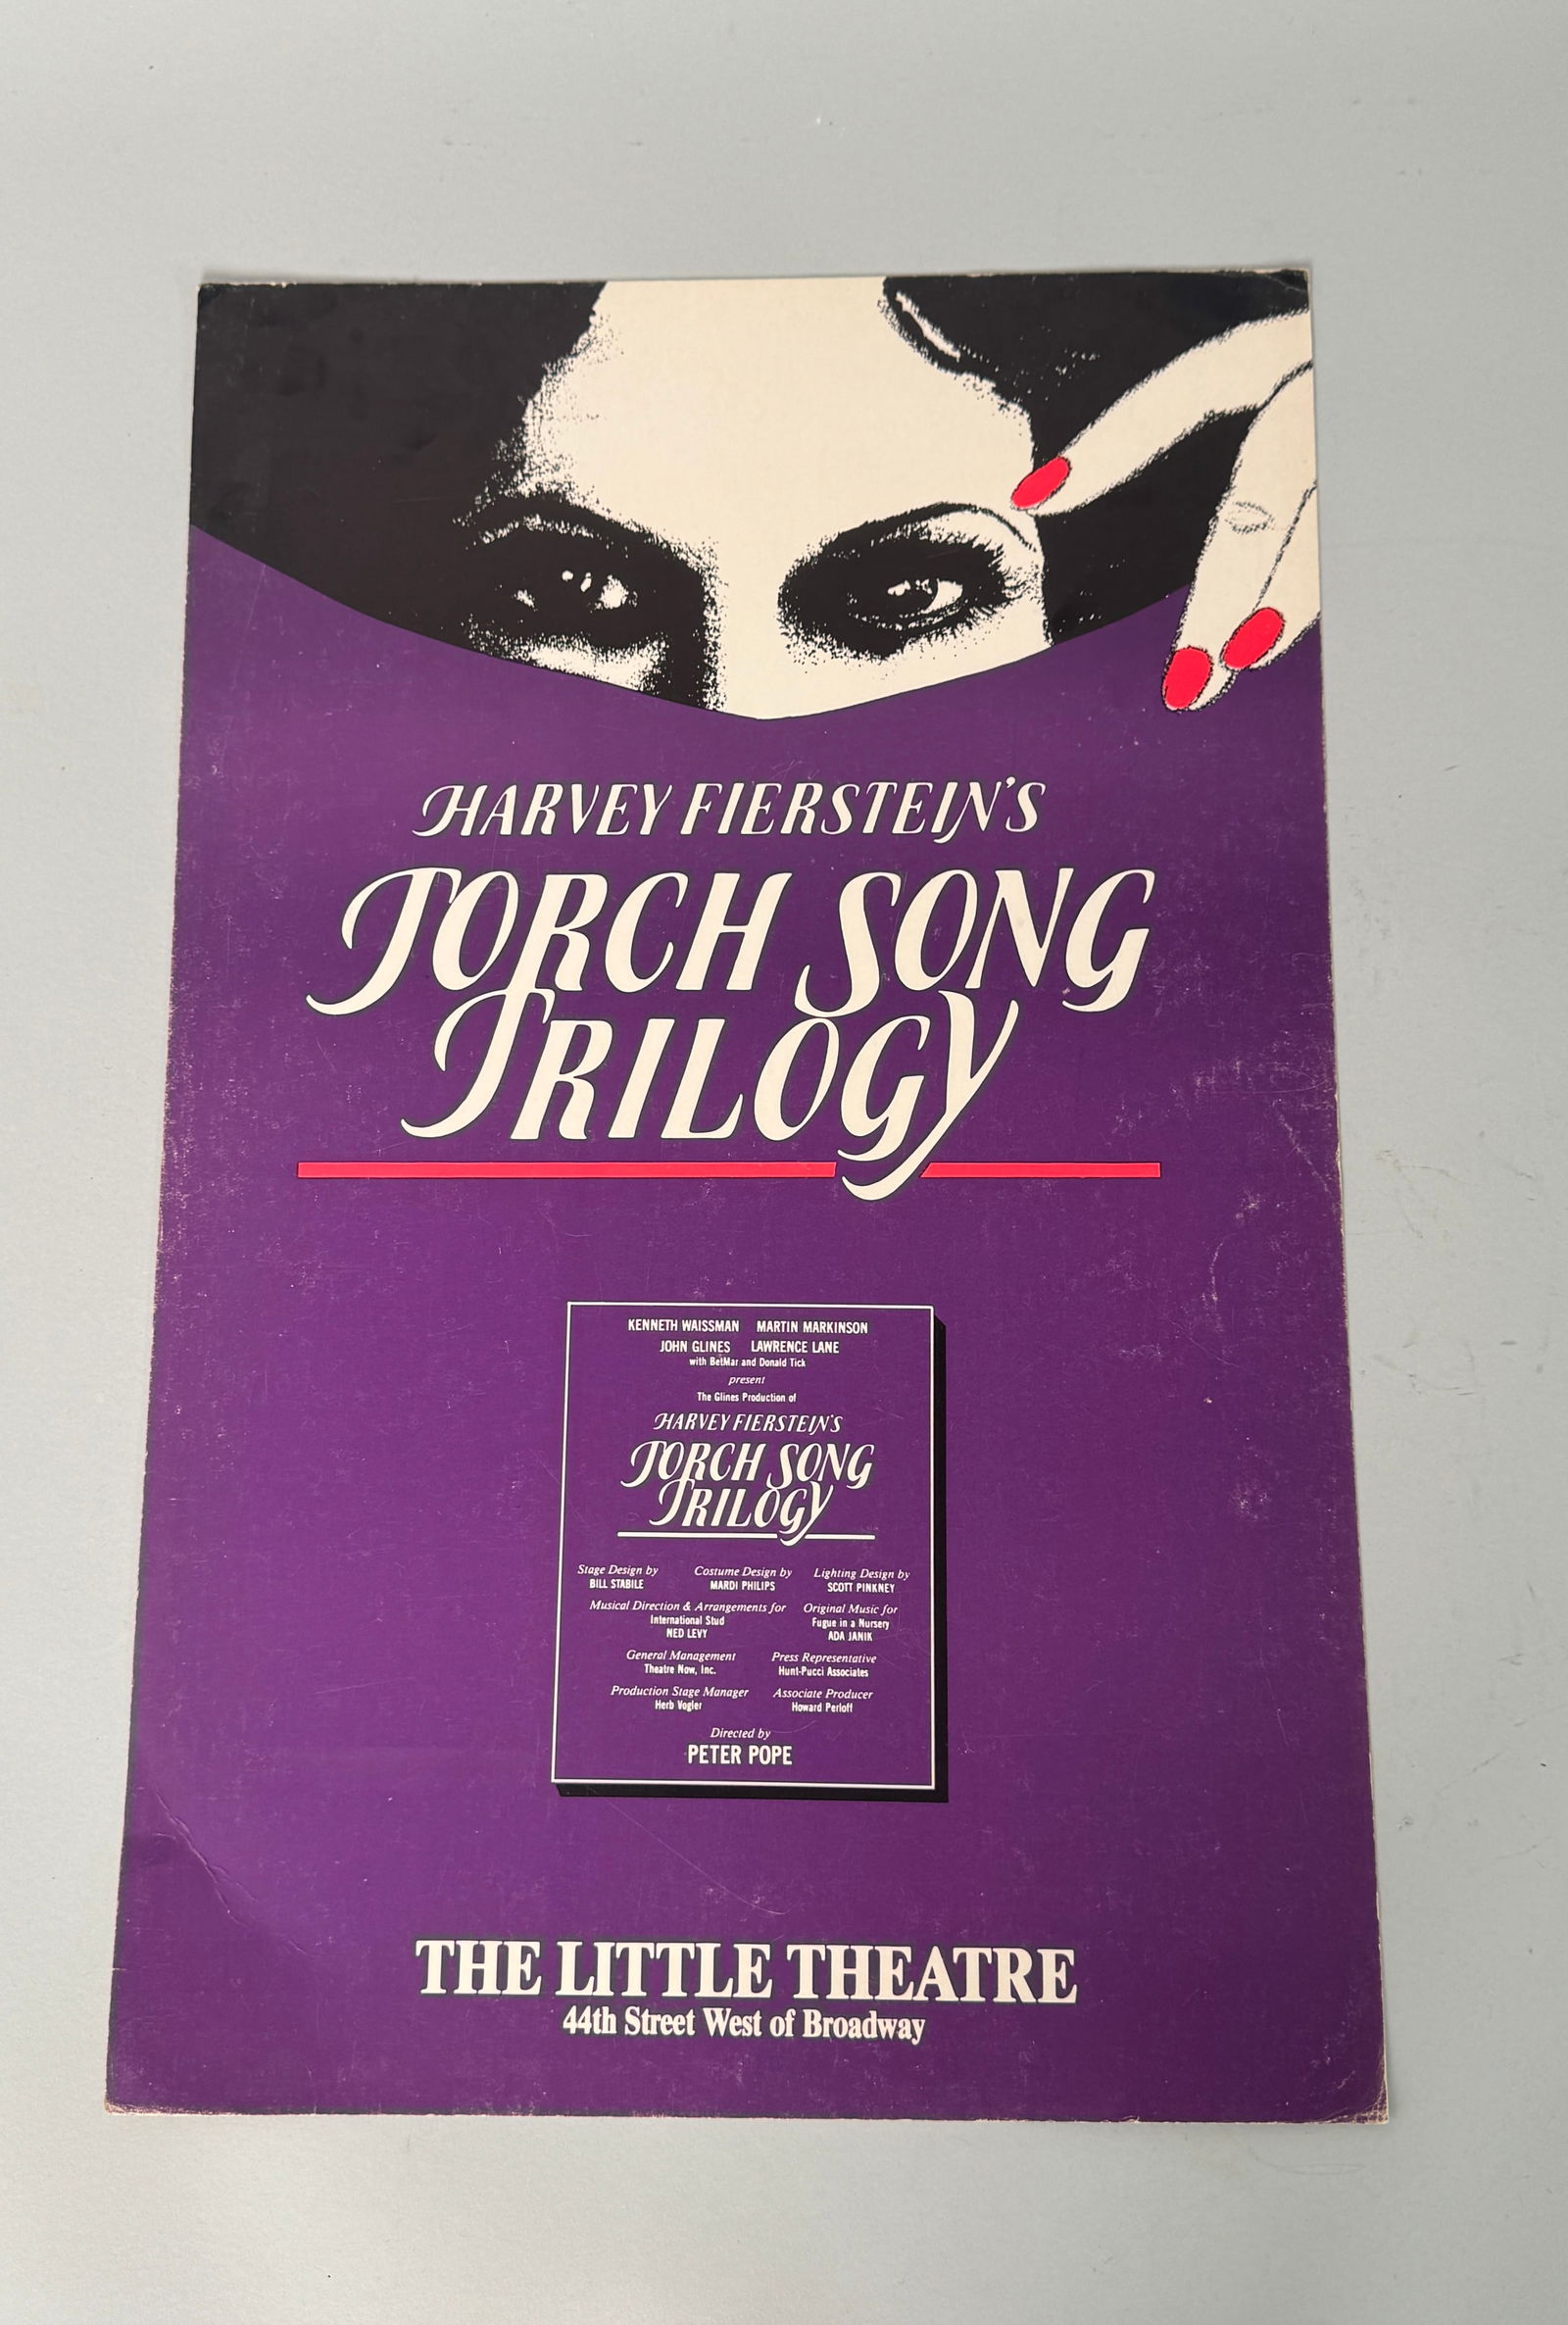 HARVEY FIERSTEIN'S
TORCH SONG
TRILOGY
KENNETH WAISSMAN MARTIN MARKINSON
JOHN GLINES LAWRENCE LANE
with BetMar and Donald Tick
present
The Glines Production of
HARVEY FIERSTEIN'S
TORCH SONG
TRILOGY
Stage Design by Costume Design by Lighting Design by
BILL STABILE MARDI PHILIPS SCOTT PINKNEY
Musical Direction & Arrangements for Original Music for
International Stud Fugue in a Nursery
NED LEVY ADA JANIK
General Management Press Representative
Theatre Now, Inc. Hunt-Pucci Associates
Production Stage Manager Associate Producer
Herb Vogler Howard Perloff
Directed by
PETER POPE
THE LITTLE THEATRE
44th Street West of Broadway